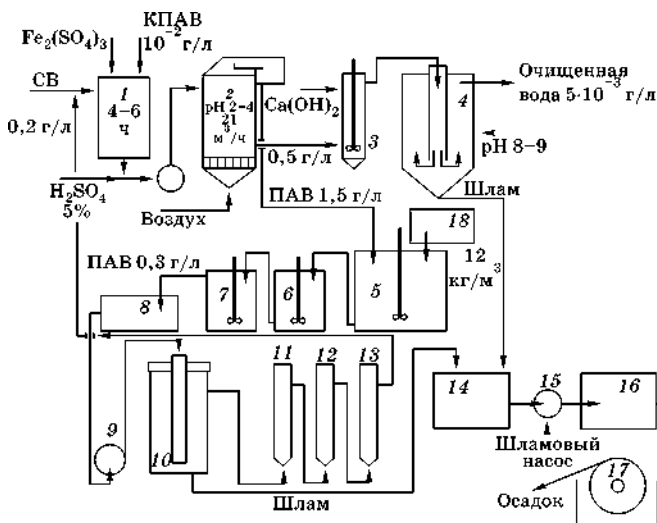 КПАВ
Fe₂(SO₄)₃
10⁻² г/л
СВ
1
4–6
ч
0,2 г/л
H₂SO₄
5%
2
pH 2–4
21
м³/ч
Воздух
Ca(OH)₂
0,5 г/л
3
4
Очищенная
вода 5·10⁻³ г/л
pH 8–9
Шлам
ПАВ 1,5 г/л
18
12
кг/м³
ПАВ 0,3 г/л
8
7
6
5
9
10
11
12
13
14
15
16
Шламовый
насос
Шлам
Осадок
17